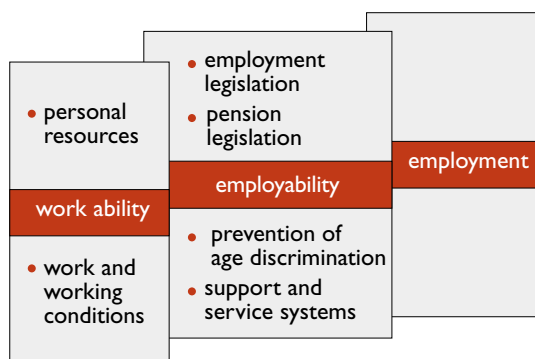 • personal
resources
work ability
• work and
working
conditions
• employment
legislation
• pension
legislation
employability
• prevention of
age discrimination
• support and
service systems
employment